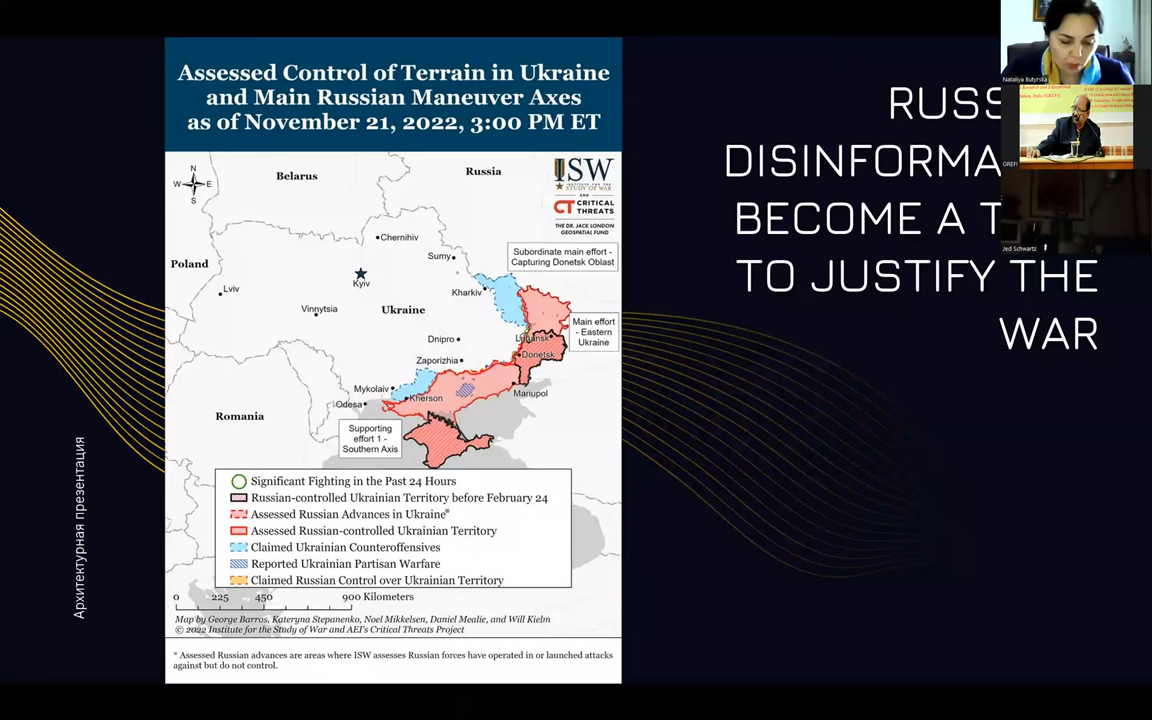 Assessed Control of Terrain in Ukraine
and Main Russian Maneuver Axes
as of November 21, 2022, 3:00 PM ET
N
W E
S
Belarus
Russia
ISW
INSTITUTE FOR THE
STUDY OF WAR
AND
CT CRITICAL
THREATS
THE DR. JACK LONDON
GEOSPATIAL FUND
Chernihiv
Subordinate main effort -
Capturing Donetsk Oblast
Sumy
Poland
Kyiv
Lviv
Kharkiv
Vinnytsia
Ukraine
Main effort
- Eastern
Ukraine
Dnipro
Luhansk
Donetsk
Zaporizhia
Mykolaiv
Mariupol
Kherson
Odesa
Romania
Supporting
effort 1 -
Southern Axis
Significant Fighting in the Past 24 Hours
Russian-controlled Ukrainian Territory before February 24
Assessed Russian Advances in Ukraine*
Assessed Russian-controlled Ukrainian Territory
Claimed Ukrainian Counteroffensives
Reported Ukrainian Partisan Warfare
Claimed Russian Control over Ukrainian Territory
0 225 450 900 Kilometers
Map by George Barros, Kateryna Stepanenko, Noel Mikkelsen, Daniel Mealie, and Will Kielm
© 2022 Institute for the Study of War and AEI's Critical Threats Project
* Assessed Russian advances are areas where ISW assesses Russian forces have operated in or launched attacks
against but do not control.
Архитектурная презентация
RUSS
DISINFORMA
BECOME A T
TO JUSTIFY THE
WAR
Nataliya Butyrska
GREFI
Jed Schwartz